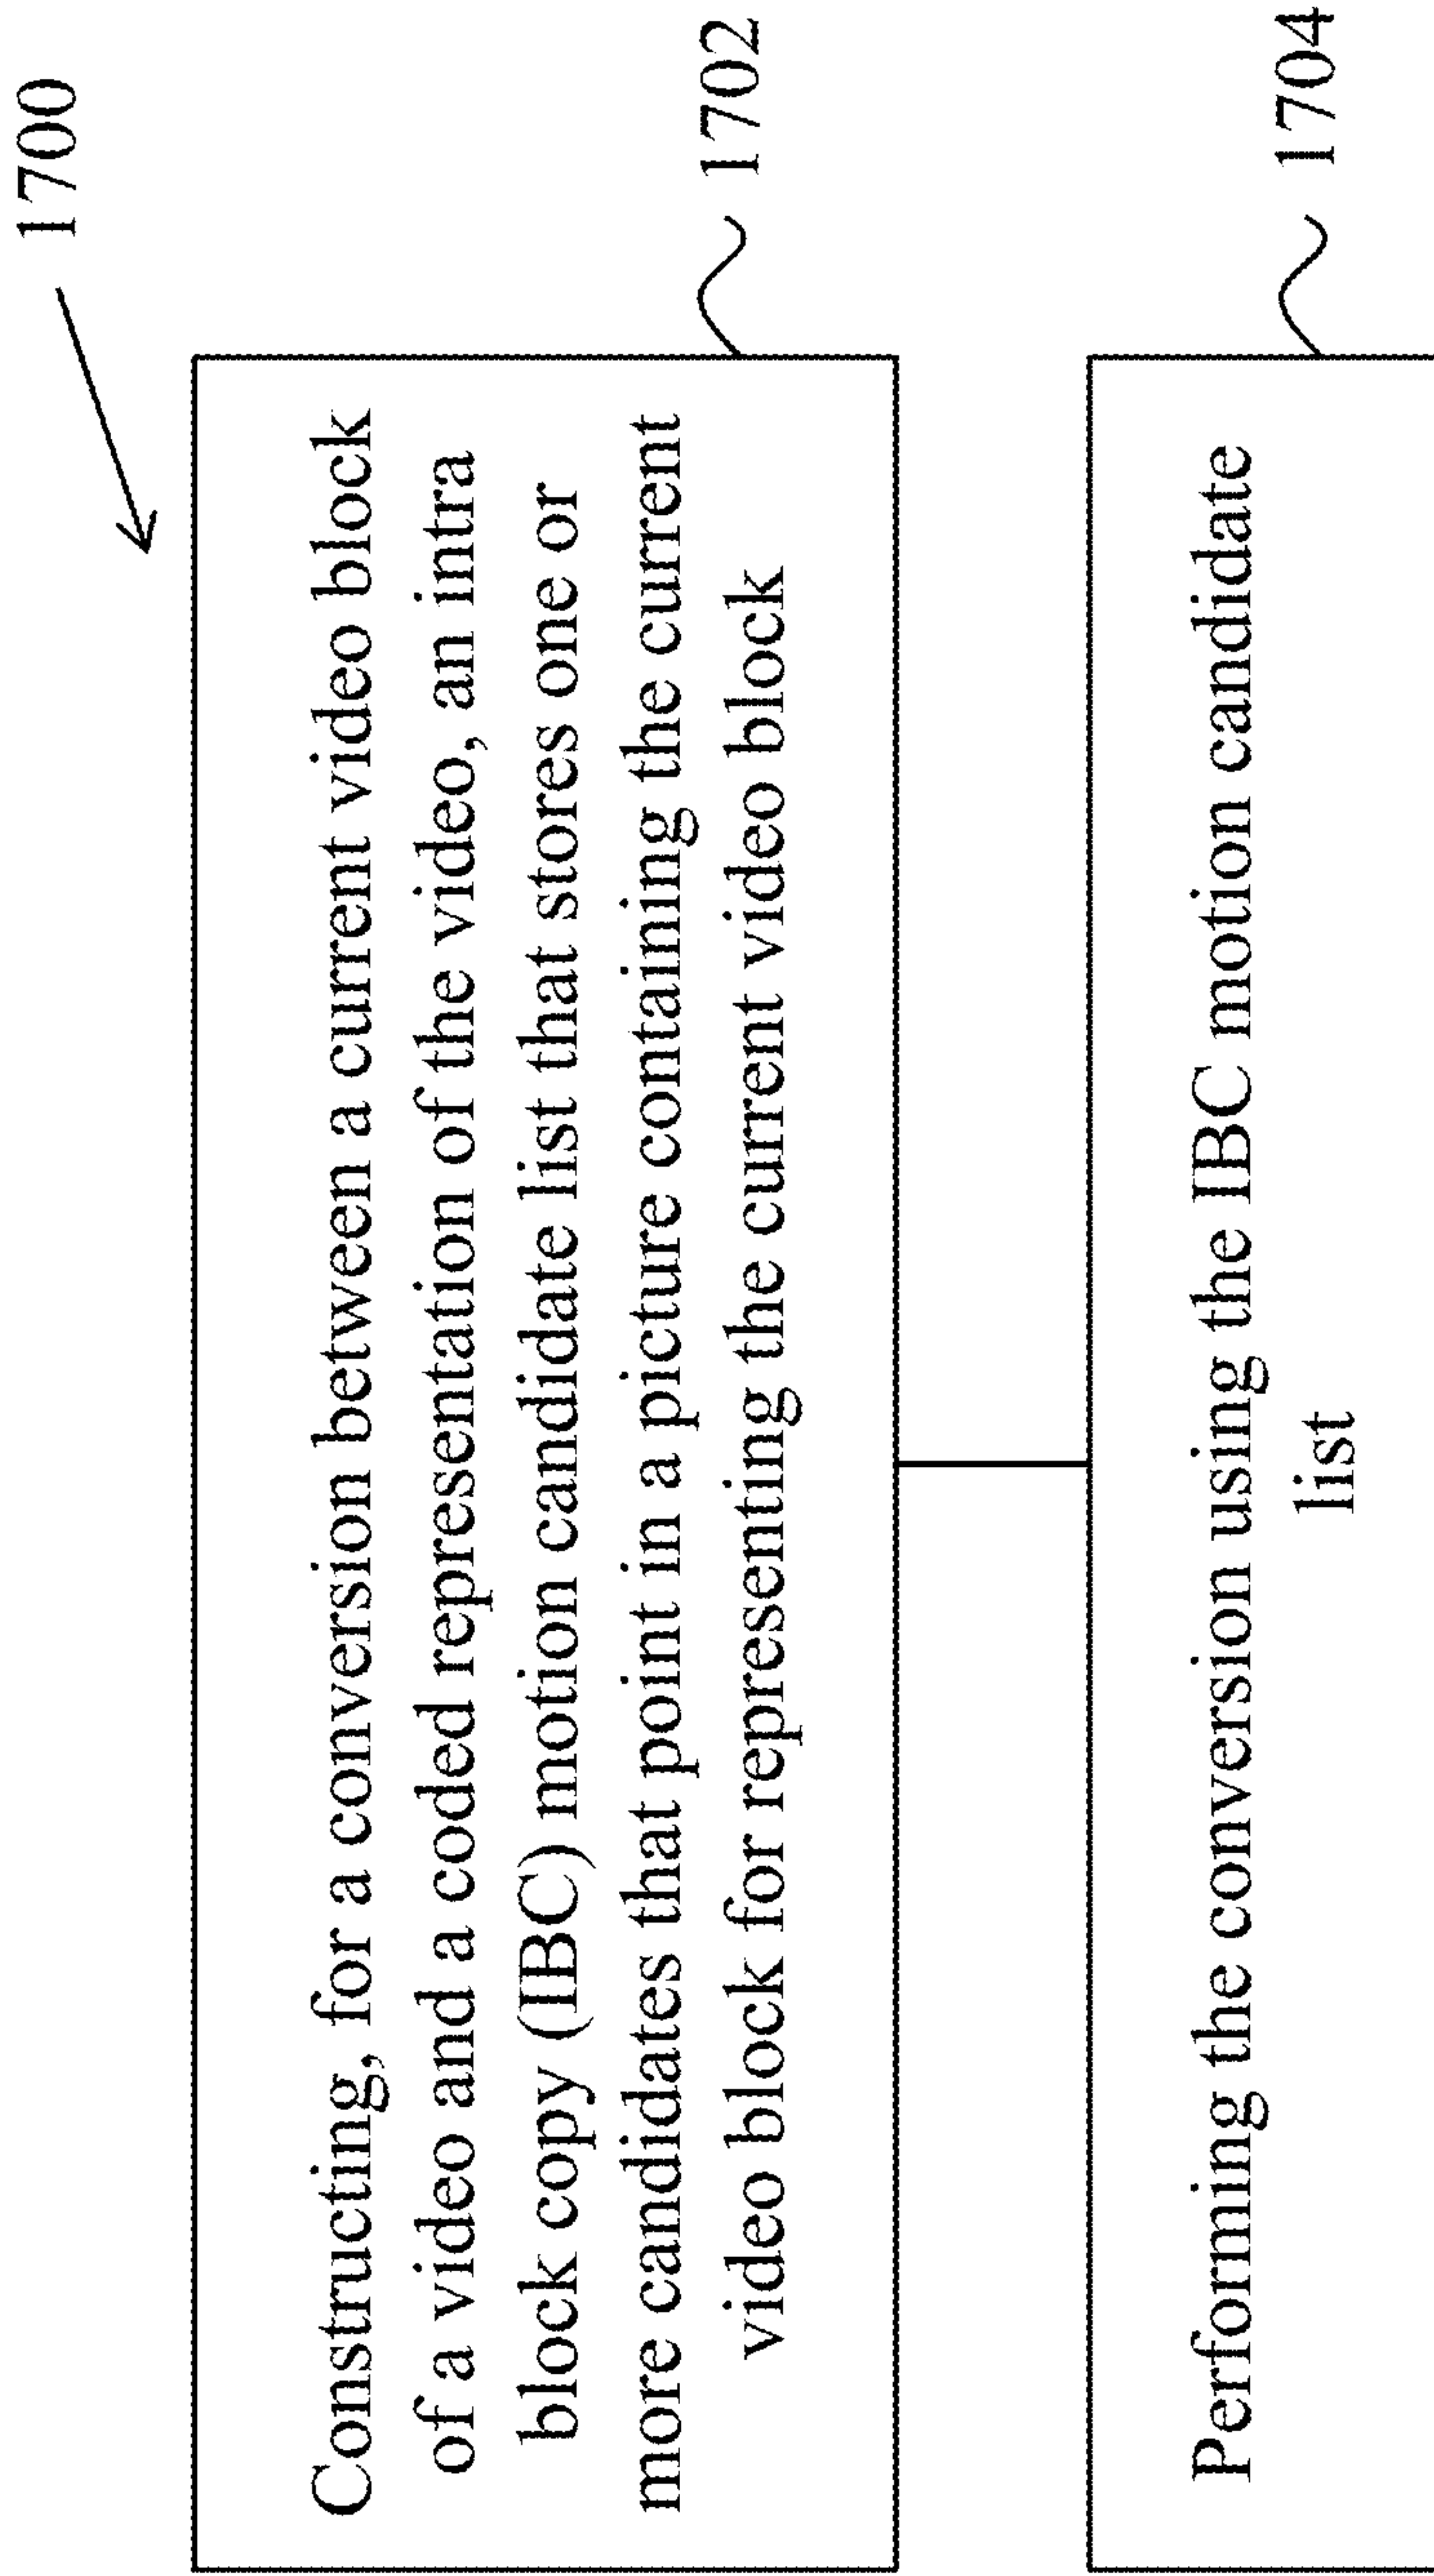 1700
Constructing, for a conversion between a current video block
of a video and a coded representation of the video, an intra
block copy (IBC) motion candidate list that stores one or
more candidates that point in a picture containing the current
video block for representing the current video block
1702
Performing the conversion using the IBC motion candidate
list
1704